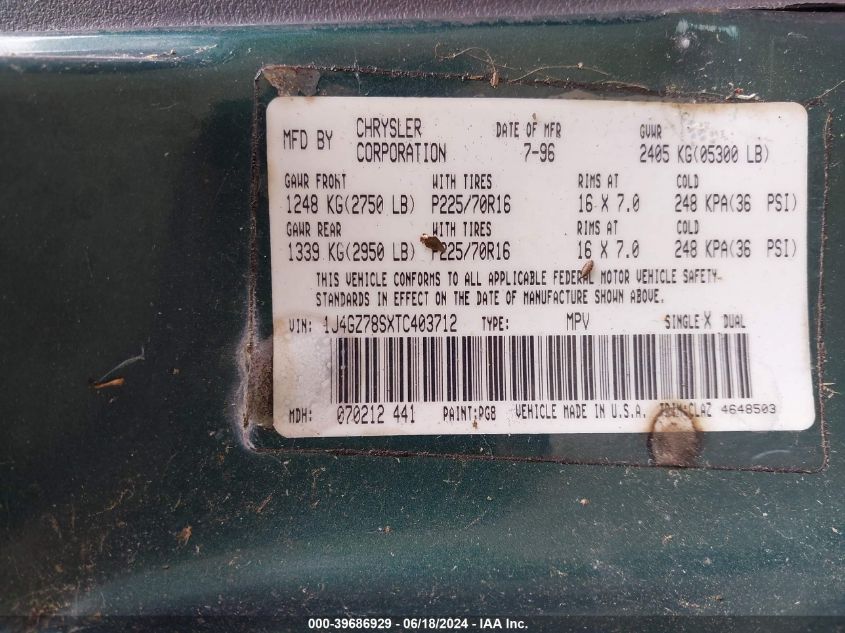 MFD BY CHRYSLER CORPORATION DATE OF MFR 7-96 GVWR 2405 KG(05300 LB)
GAWR FRONT WITH TIRES RIMS AT COLD
1248 KG(2750 LB) P225/70R16 16 X 7.0 248 KPA(36 PSI)
GAWR REAR WITH TIRES RIMS AT COLD
1339 KG(2950 LB) P225/70R16 16 X 7.0 248 KPA(36 PSI)
THIS VEHICLE CONFORMS TO ALL APPLICABLE FEDERAL MOTOR VEHICLE SAFETY
STANDARDS IN EFFECT ON THE DATE OF MANUFACTURE SHOWN ABOVE.
VIN: 1J4GZ78SXTC403712 TYPE: MPV SINGLE X DUAL
MDH: 070212 441 PAINT:PG8 VEHICLE MADE IN U.S.A. 4648503
000-39686929 - 06/18/2024 - IAA Inc.